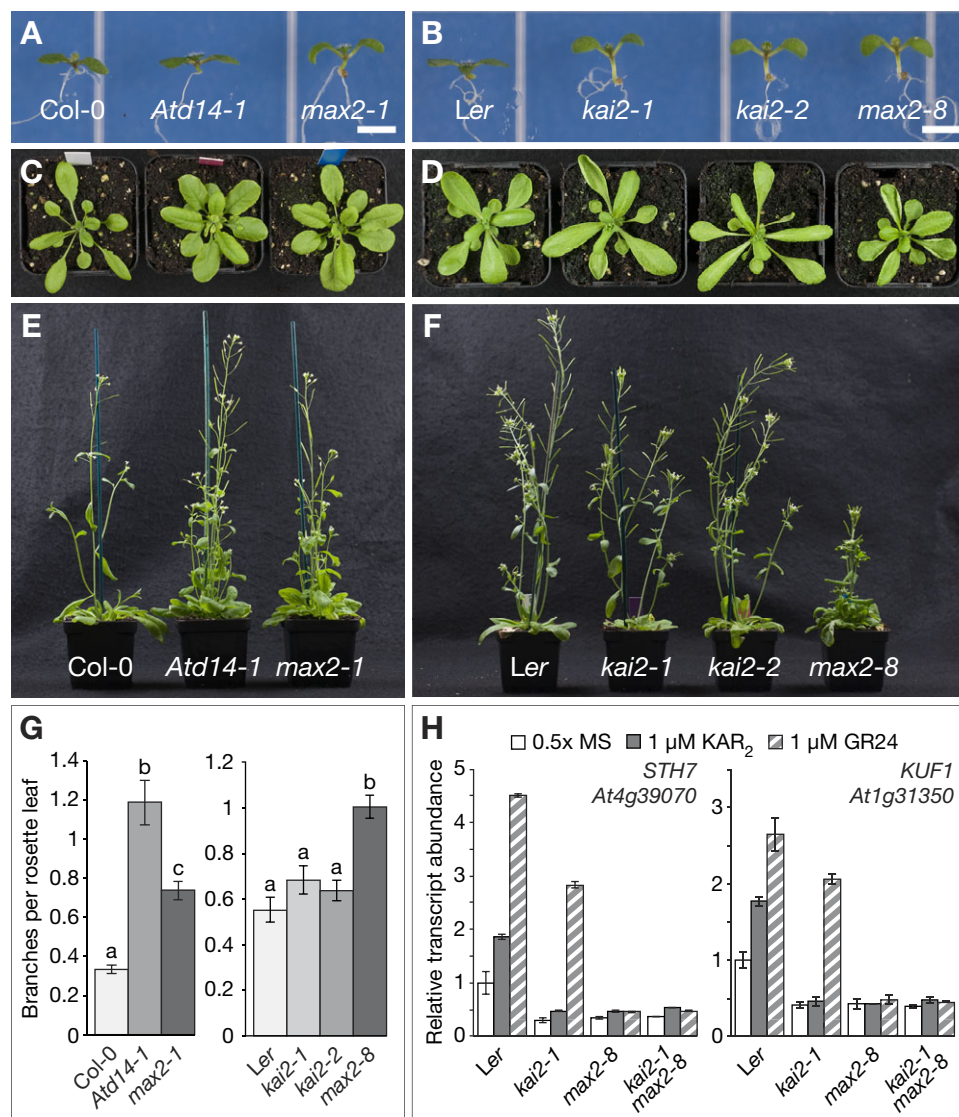 A
Col-0 Atd14-1 max2-1
B
Ler kai2-1 kai2-2 max2-8
C
D
E
Col-0 Atd14-1 max2-1
F
Ler kai2-1 kai2-2 max2-8
G
Branches per rosette leaf
1.4
1.2
1
0.8
0.6
0.4
0.2
0
a
b
c
Col-0
Atd14-1
max2-1
1.2
1
0.8
0.6
0.4
0.2
0
a
a
a
b
Ler
kai2-1
kai2-2
max2-8
H
0.5x MS 1 µM KAR₂ 1 µM GR24
Relative transcript abundance
STH7
At4g39070
5
4
3
2
1
0
Ler
kai2-1
max2-8
kai2-1
max2-8
KUF1
At1g31350
3
2
1
0
Ler
kai2-1
max2-8
kai2-1
max2-8